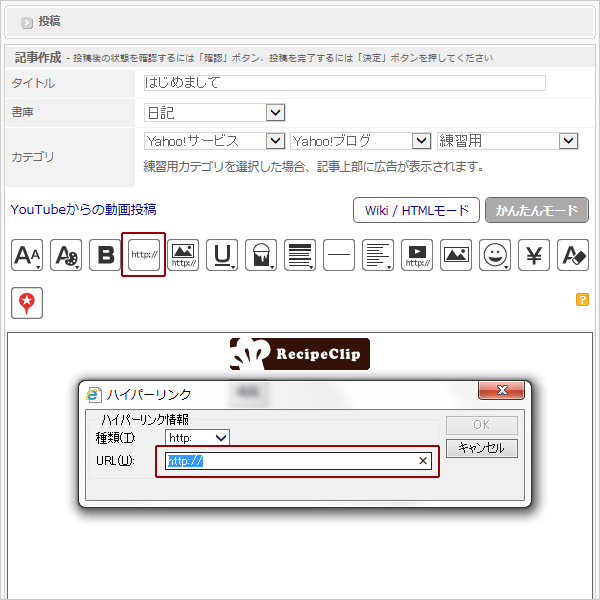 投稿
記事作成 - 投稿後の状態を確認するには「確認」ボタン、投稿を完了するには「決定」ボタンを押してください
タイトル はじめまして
書庫 日記
カテゴリ Yahoo!サービス Yahoo!ブログ 練習用
練習用カテゴリを選択した場合、記事上部に広告が表示されます。
YouTubeからの動画投稿 Wiki / HTMLモード かんたんモード
AA A B http:// http:// U http:// ¥ A
?
RecipeClip
ハイパーリンク
ハイパーリンク情報
種類(T): http: OK
URL(U): http:// キャンセル